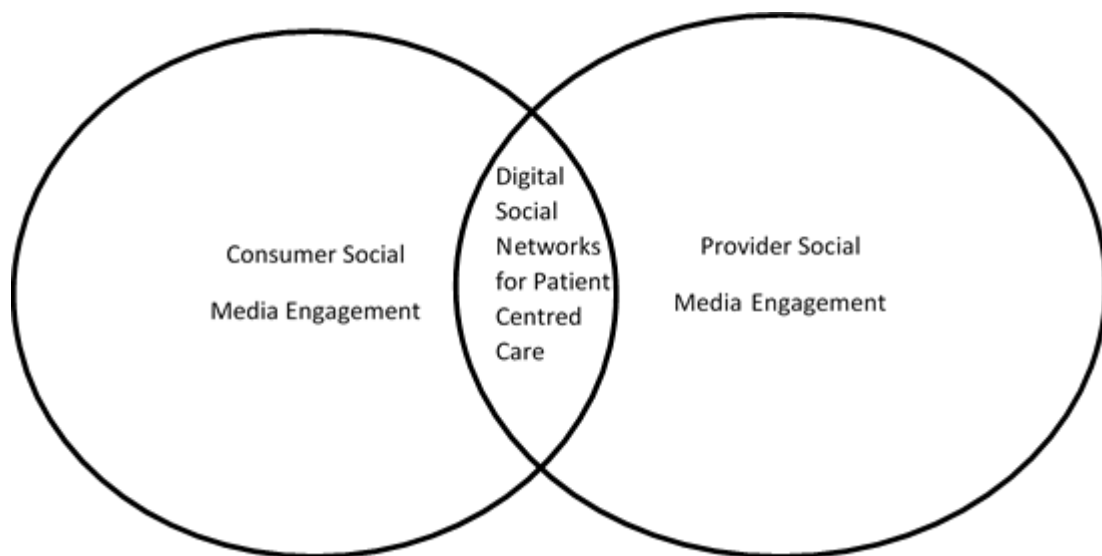 Consumer Social
Media Engagement
Digital
Social
Networks
for Patient
Centred
Care
Provider Social
Media Engagement